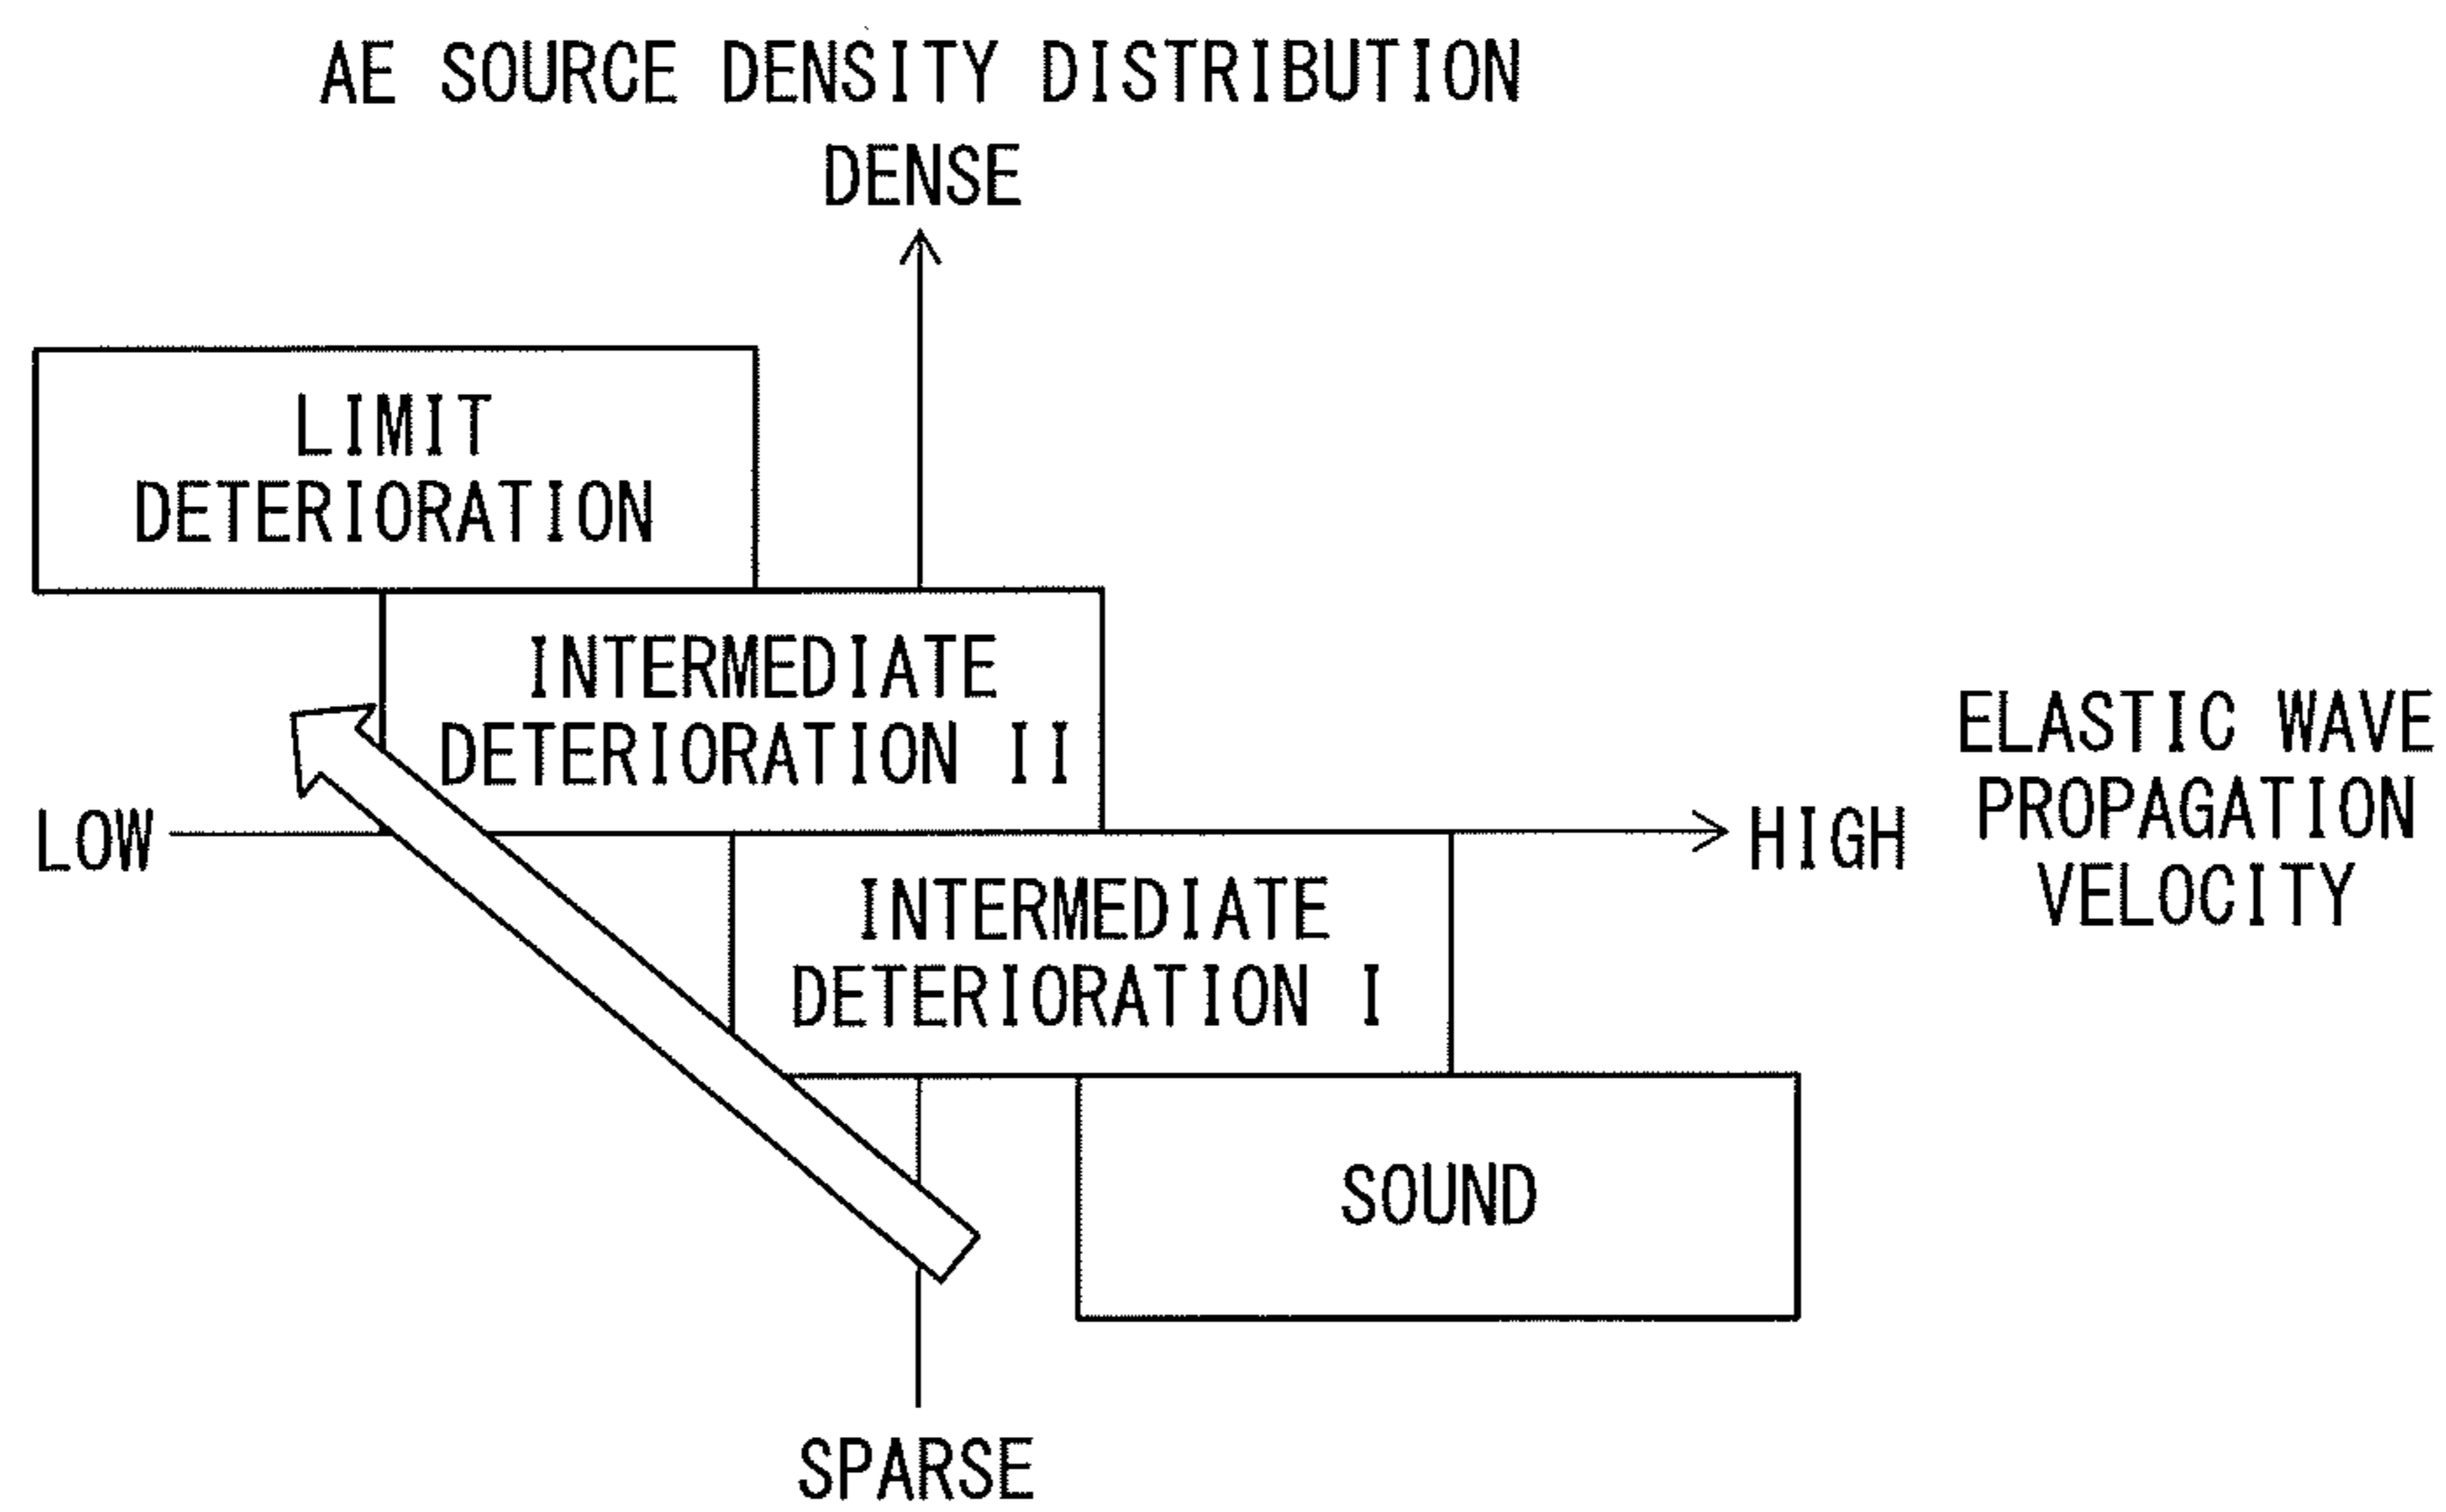 AE SOURCE DENSITY DISTRIBUTION
DENSE
LIMIT
DETERIORATION
INTERMEDIATE
DETERIORATION II
LOW
HIGH
ELASTIC WAVE
PROPAGATION
VELOCITY
INTERMEDIATE
DETERIORATION I
SOUND
SPARSE